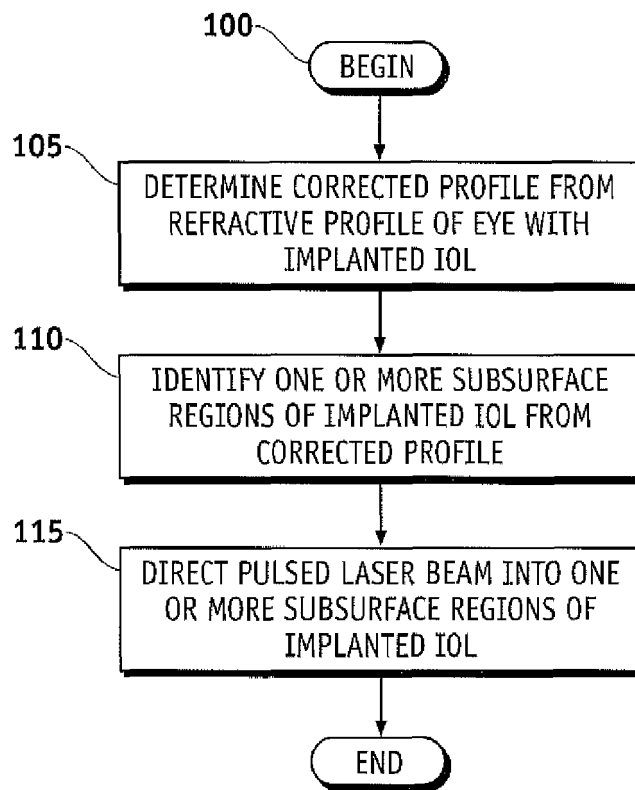 100
BEGIN
105
DETERMINE CORRECTED PROFILE FROM
REFRACTIVE PROFILE OF EYE WITH
IMPLANTED IOL
110
IDENTIFY ONE OR MORE SUBSURFACE
REGIONS OF IMPLANTED IOL FROM
CORRECTED PROFILE
115
DIRECT PULSED LASER BEAM INTO ONE
OR MORE SUBSURFACE REGIONS OF
IMPLANTED IOL
END